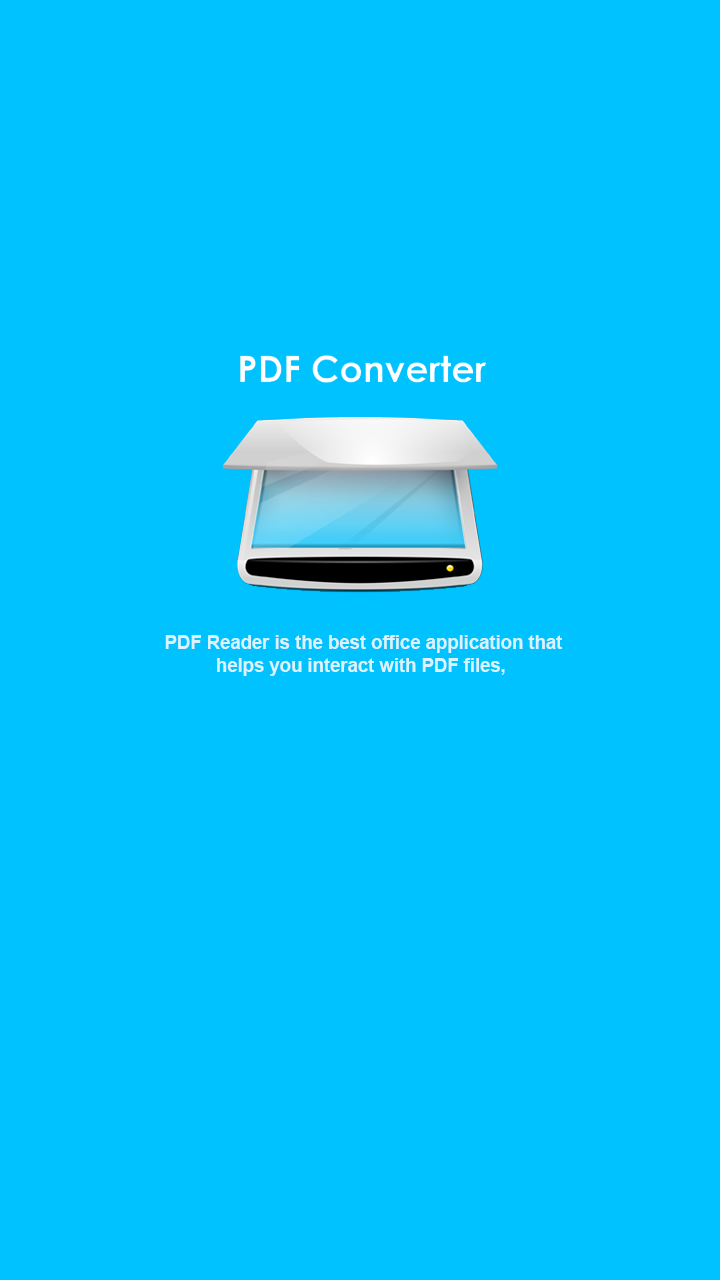 PDF Converter
PDF Reader is the best office application that
helps you interact with PDF files,